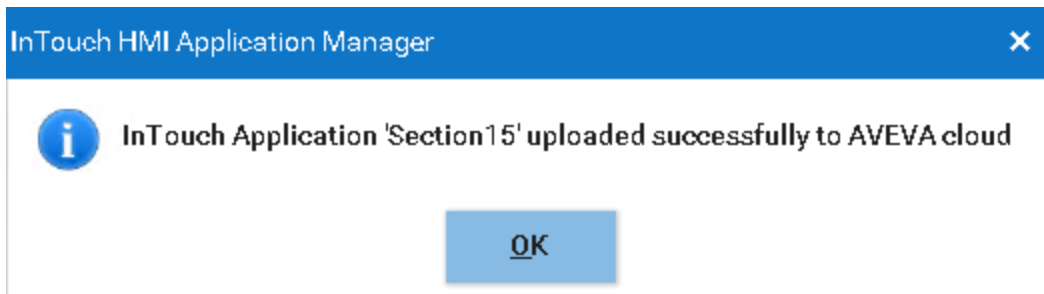 InTouch HMI Application Manager
InTouch Application 'Section15' uploaded successfully to AVEVA cloud
OK